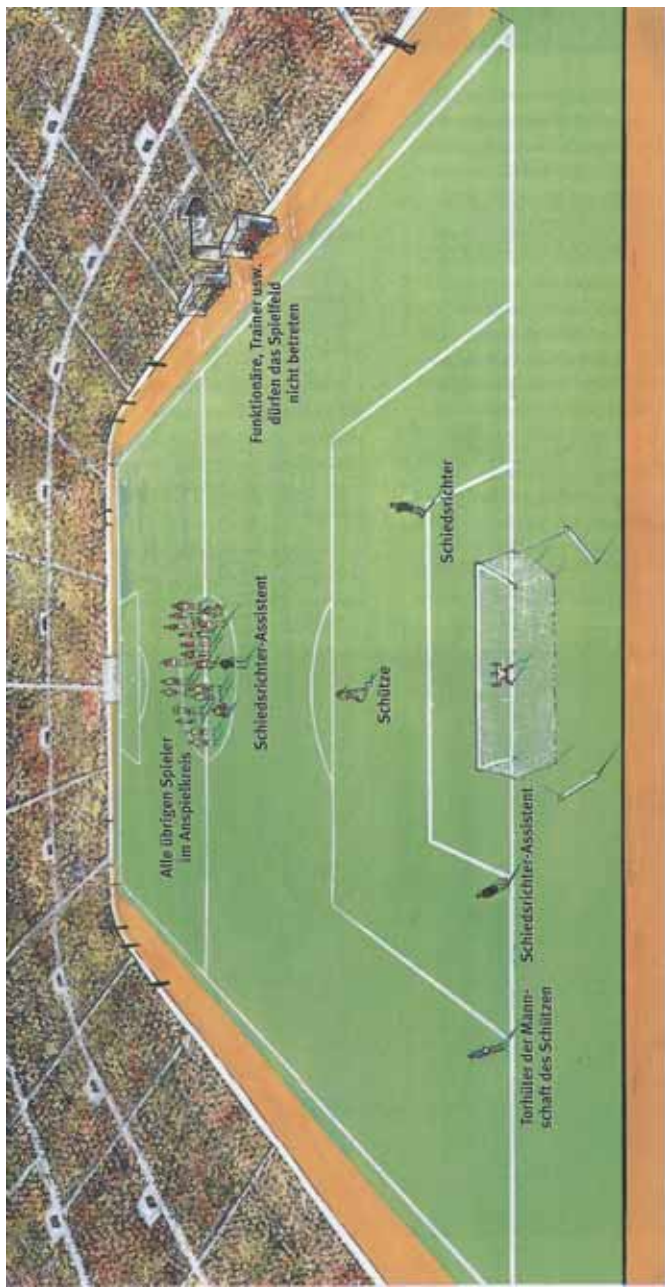 Funktionäre, Trainer usw.
dürfen das Spielfeld
nicht betreten
Alle übrigen Spieler
im Anspielkreis
Schiedsrichter-Assistent
Schütze
Schiedsrichter
Schiedsrichter-Assistent
Torhüter der Mann-
schaft des Schützen